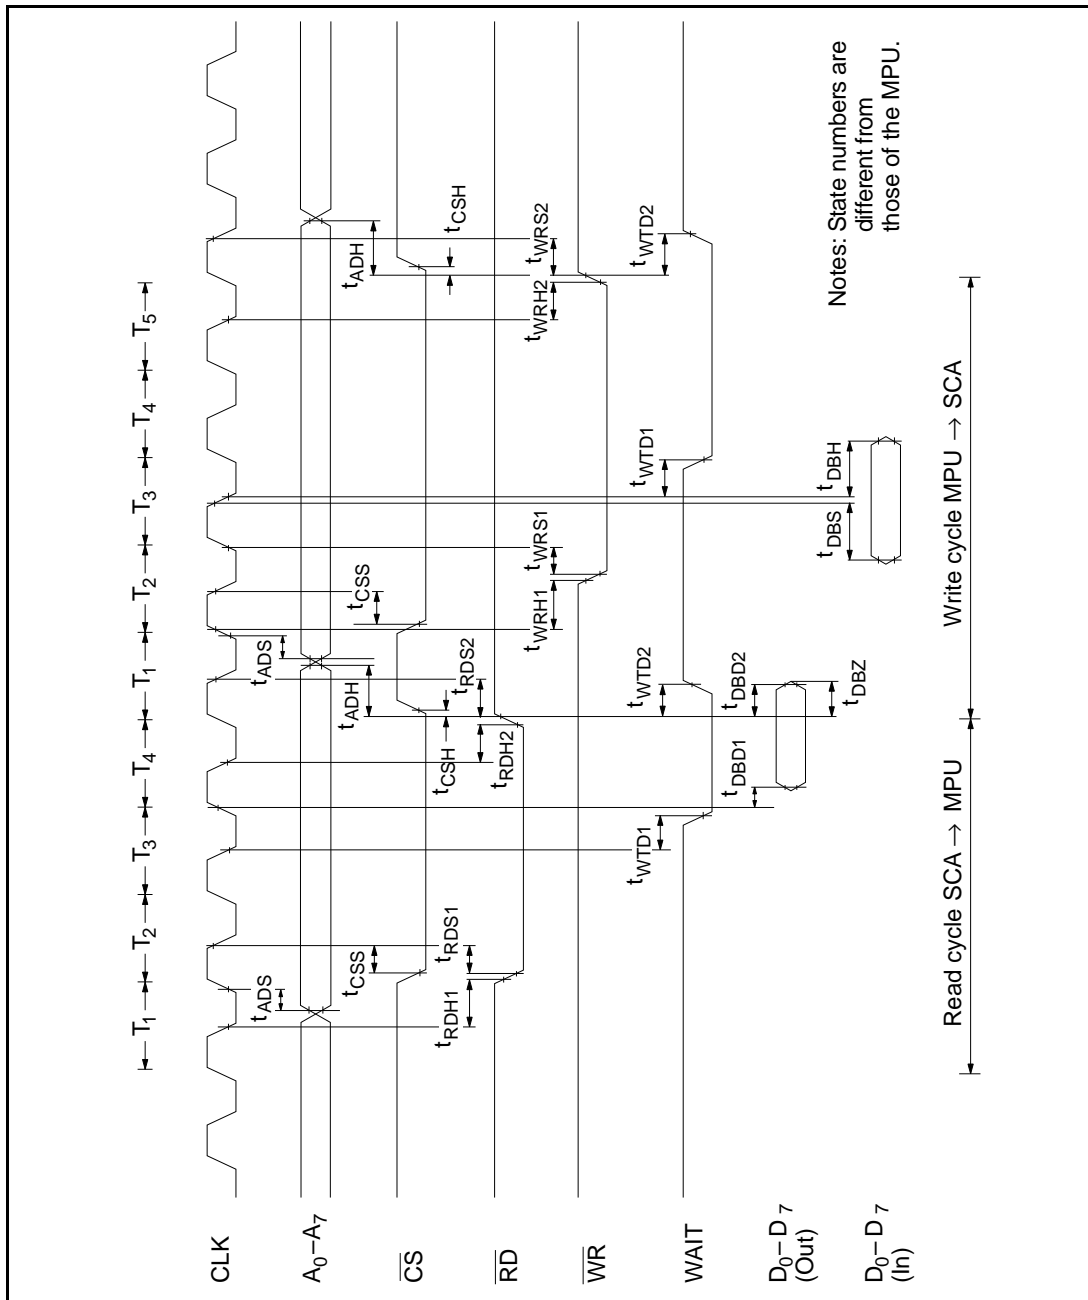 T1 T2 T3 T4 T1 T2 T3 T4 T5
CLK
tADS tADS
A0–A7
tADH tADH
tCSS tCSS
CS
tCSH tCSH
tRDH1 tRDS1 tRDH2 tRDS2
RD
tWRH1 tWRS1 tWRH2 tWRS2
WR
tWTD1 tWTD2 tWTD1 tWTD2
WAIT
tDBD1 tDBD2
D0–D7
(Out)
tDBZ
tDBS tDBH
D0–D7
(In)
Notes: State numbers are
different from
those of the MPU.
Read cycle SCA → MPU
Write cycle MPU → SCA